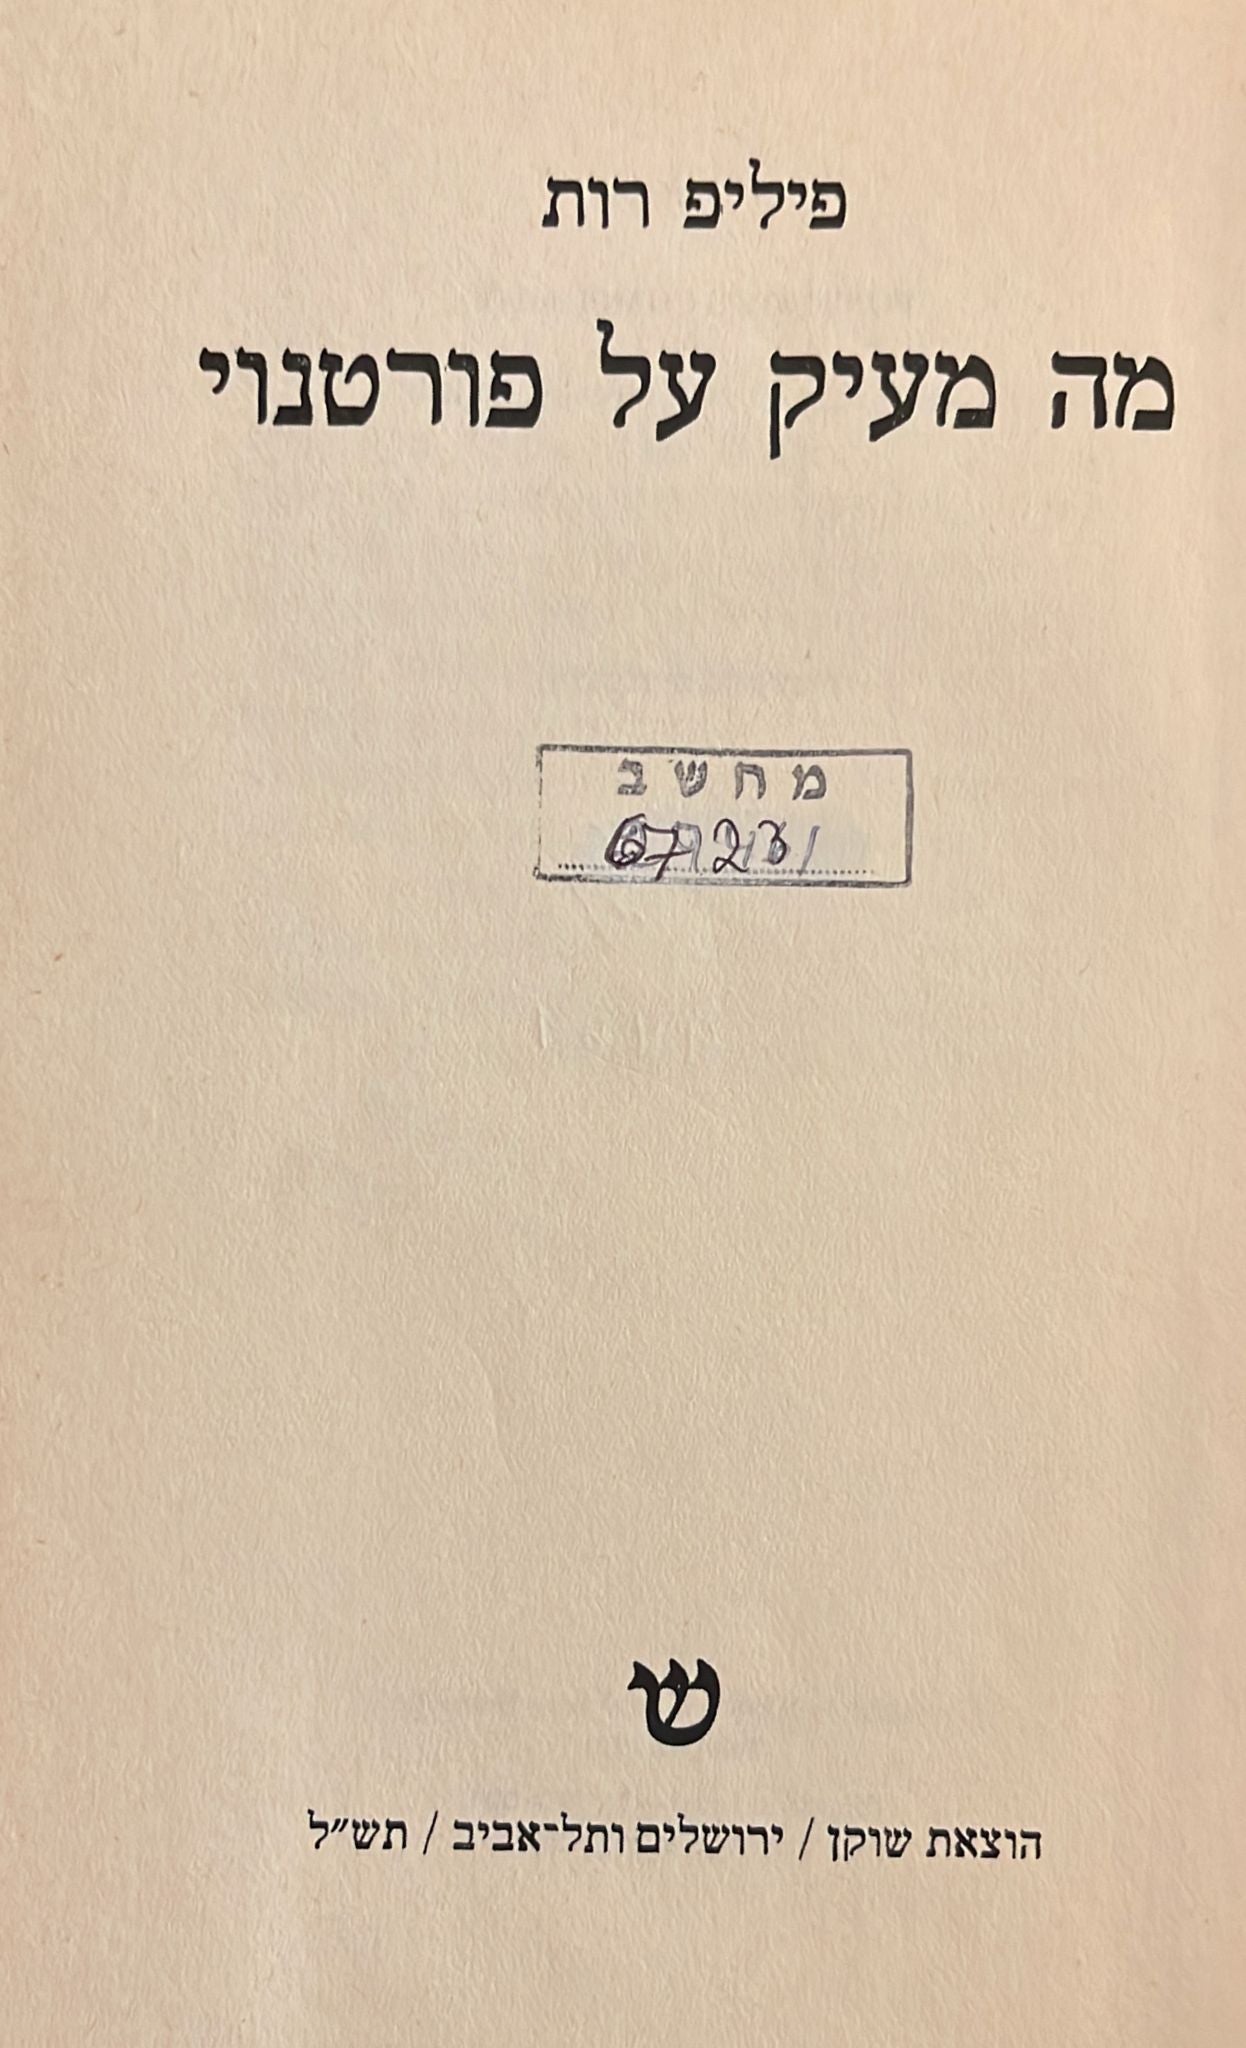 פיליפ רות
מה מעיק על פורטנוי
מחשב
ש
הוצאת שוקן / ירושלים ותל־אביב / תש״ל